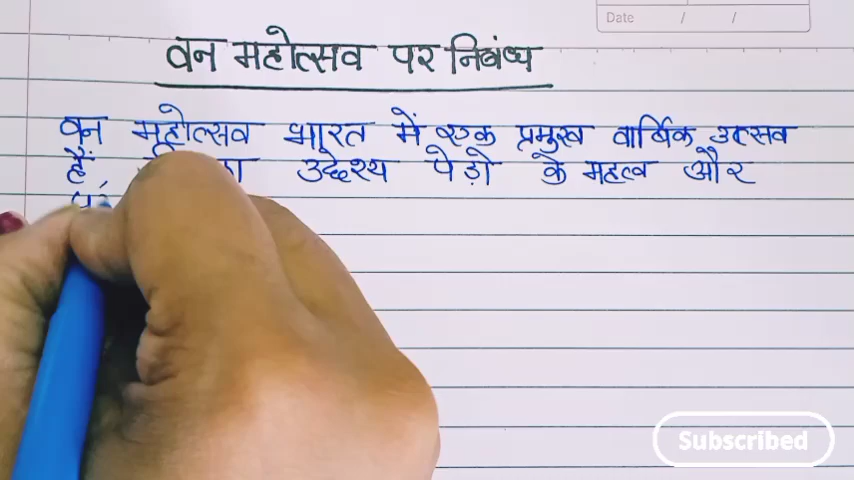 Date / /
वन महोत्सव पर निबंध
वन महोत्सव भारत में एक प्रमुख वार्षिक उत्सव
हैं उद्देश्य पेड़ो के महत्व और
Subscribed